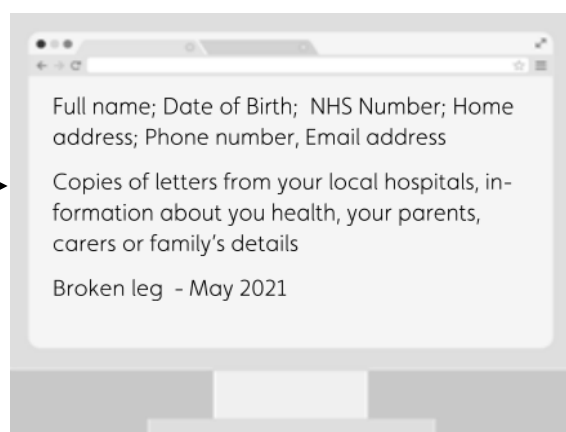 Full name; Date of Birth;  NHS Number; Home
address; Phone number, Email address
Copies of letters from your local hospitals, in-
formation about you health, your parents,
carers or family’s details
Broken leg  - May 2021